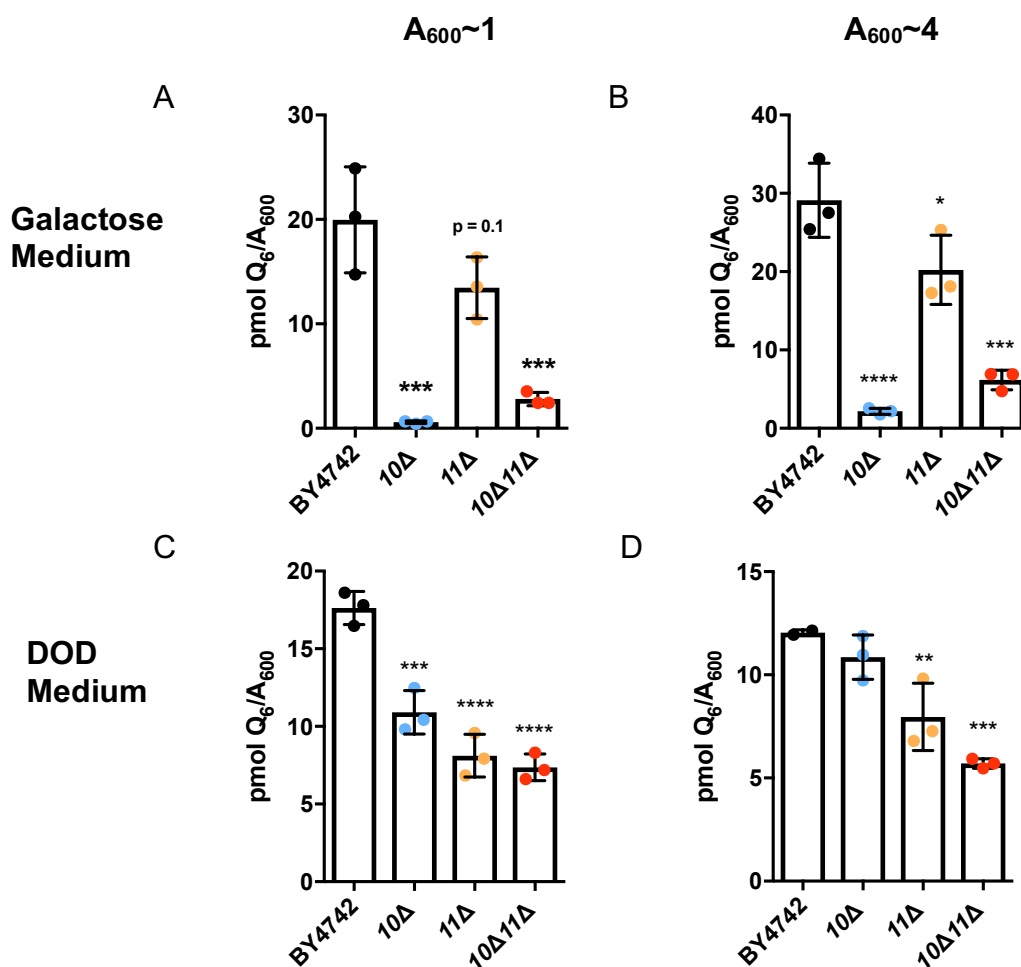 A₆₀₀~1
A₆₀₀~4
A
B
Galactose
Medium
pmol Q₆/A₆₀₀
30
20
10
0
p = 0.1
***
***
BY4742
10Δ
11Δ
10Δ11Δ
pmol Q₆/A₆₀₀
40
30
20
10
0
****
*
***
BY4742
10Δ
11Δ
10Δ11Δ
C
D
DOD
Medium
pmol Q₆/A₆₀₀
20
15
10
5
0
***
****
****
BY4742
10Δ
11Δ
10Δ11Δ
pmol Q₆/A₆₀₀
15
10
5
0
**
***
BY4742
10Δ
11Δ
10Δ11Δ